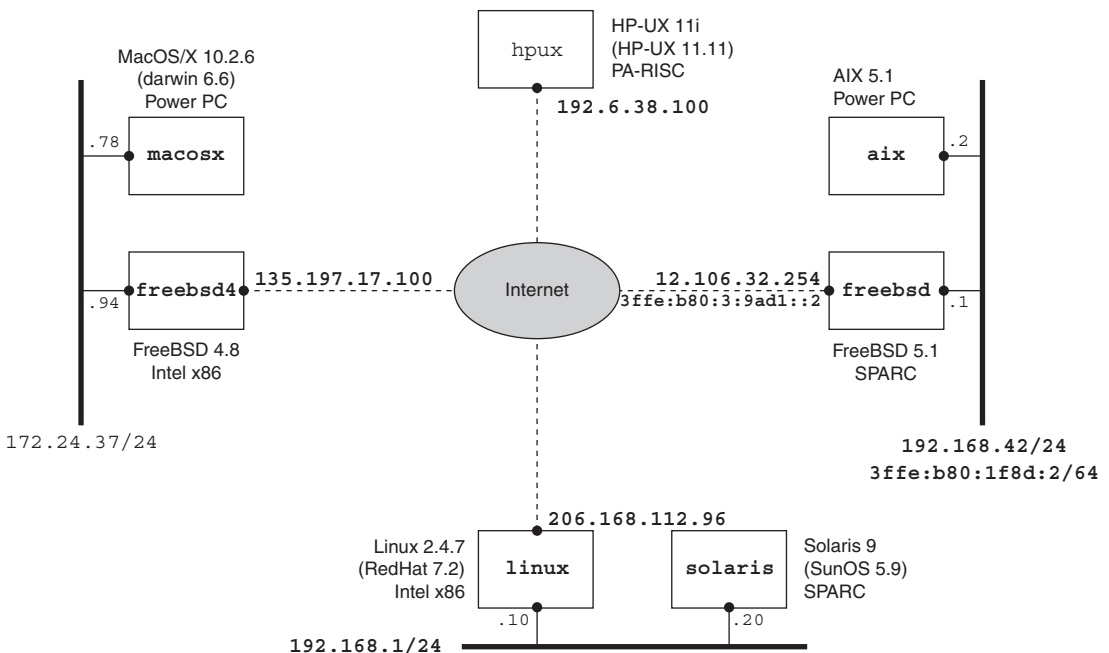 hpux
HP-UX 11i
(HP-UX 11.11)
PA-RISC
192.6.38.100
MacOS/X 10.2.6
(darwin 6.6)
Power PC
.78
macosx
AIX 5.1
Power PC
aix
.2
.94
freebsd4
135.197.17.100
FreeBSD 4.8
Intel x86
172.24.37/24
Internet
12.106.32.254
3ffe:b80:3:9ad1::2
freebsd
.1
FreeBSD 5.1
SPARC
192.168.42/24
3ffe:b80:1f8d:2/64
206.168.112.96
Linux 2.4.7
(RedHat 7.2)
Intel x86
linux
.10
solaris
Solaris 9
(SunOS 5.9)
SPARC
.20
192.168.1/24